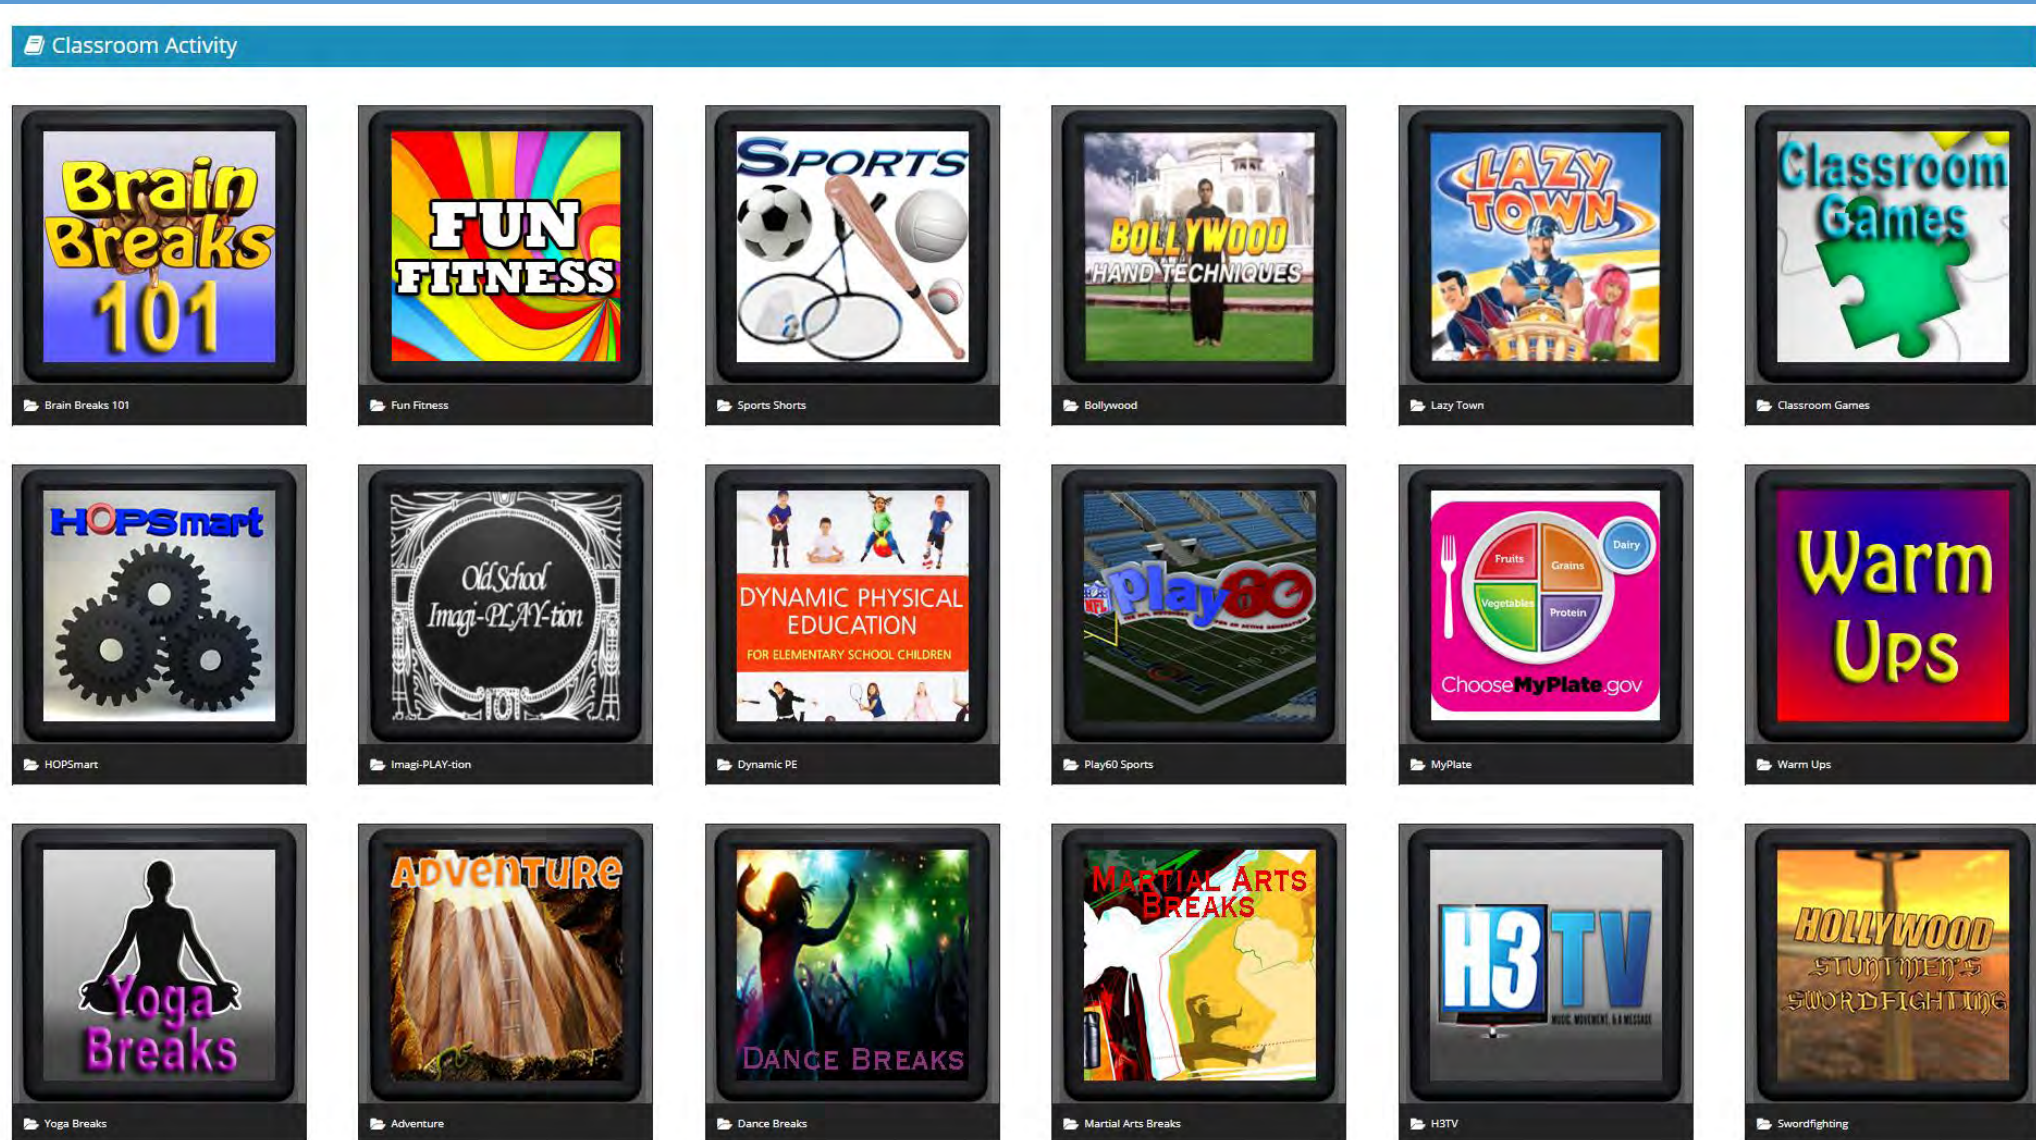 Classroom Activity
Brain
Breaks
101
Brain Breaks 101
FUN
FITNESS
Fun Fitness
SPORTS
Sports Shorts
BOLLYWOOD
HAND TECHNIQUES
Bollywood
LAZY
TOWN
Lazy Town
Classroom
Games
Classroom Games
HOPSmart
HOPSmart
Old School
Imagi-PLAY-tion
101
Imagi-PLAY-tion
DYNAMIC PHYSICAL
EDUCATION
FOR ELEMENTARY SCHOOL CHILDREN
Dynamic PE
NFL
Play60
Play60 Sports
Fruits
Grains
Dairy
Vegetables
Protein
ChooseMyPlate.gov
MyPlate
Warm
Ups
Warm Ups
Yoga
Breaks
Yoga Breaks
ADVENTURE
Adventure
DANCE BREAKS
Dance Breaks
MARTIAL ARTS
BREAKS
Martial Arts Breaks
H3TV
MUSIC, MOVEMENT, & A MESSAGE
H3TV
HOLLYWOOD
STUNTMEN'S
SWORDFIGHTING
Swordfighting